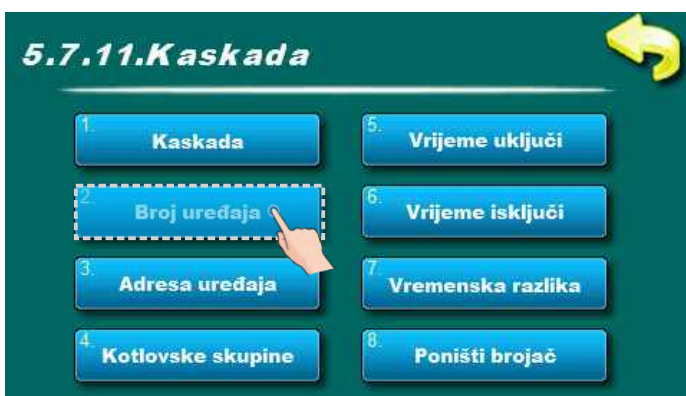 5.7.11.Kaskada
1. Kaskada
2. Broj uređaja
3. Adresa uređaja
4. Kotlovske skupine
5. Vrijeme uključi
6. Vrijeme isključi
7. Vremenska razlika
8. Poništi brojač